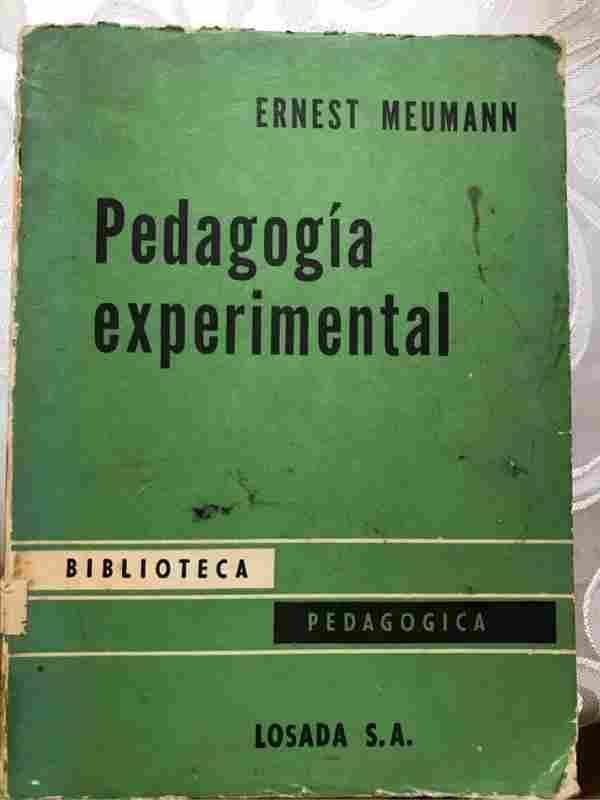 ERNEST MEUMANN
Pedagogía
experimental
BIBLIOTECA
PEDAGOGICA
LOSADA S.A.